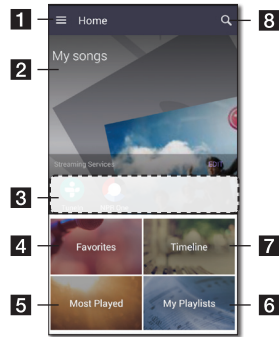 1 Home 8
2 My songs
Streaming Services EDIT
3
4 Favorites Timeline 7
5 Most Played My Playlists 6